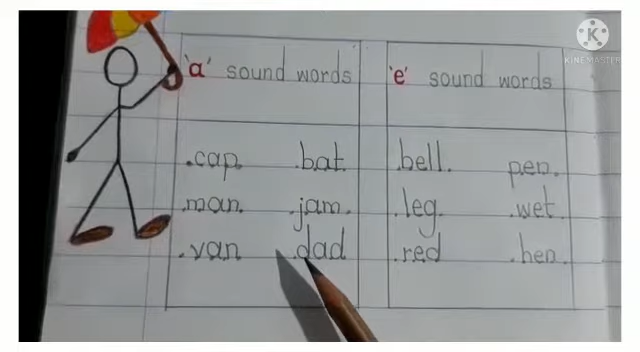 'a' sound words 'e' sound words
.cap. .bat. .bell. pen.
.man. .jam. .leg. .wet.
.van .dad .red .hen.
KINEMASTER